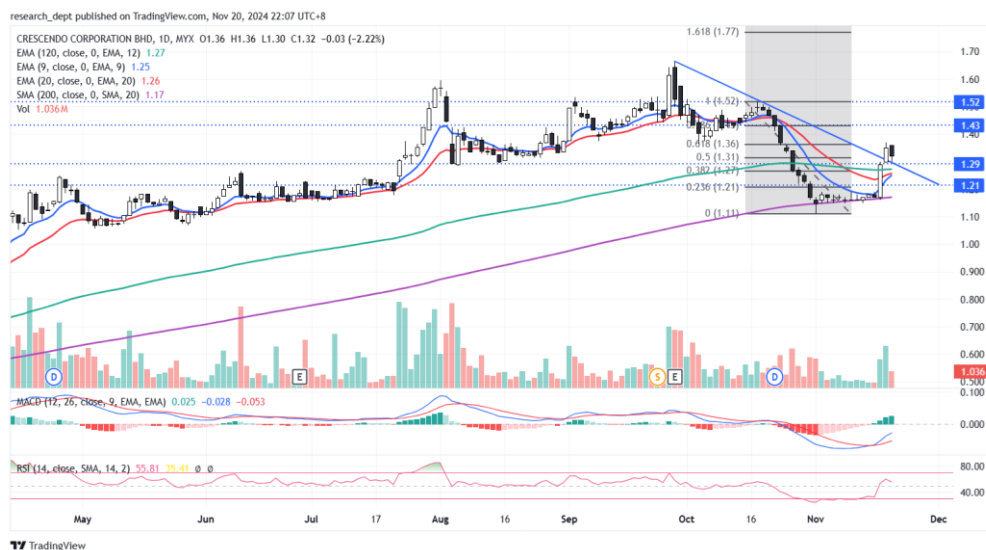 research_dept published on TradingView.com, Nov 20, 2024 22:07 UTC+8
CRESCENDO CORPORATION BHD, 1D, MYX O1.36 H1.36 L1.30 C1.32 −0.03 (−2.22%)
EMA (120, close, 0, EMA, 12) 1.27
EMA (9, close, 0, EMA, 9) 1.25
EMA (20, close, 0, EMA, 20) 1.26
SMA (200, close, 0, SMA, 20) 1.17
Vol 1.036M
1.618 (1.77)
1 (1.52)
0.618 (1.36)
0.5 (1.31)
0.382 (1.27)
0.236 (1.21)
0 (1.11)
1.70
1.60
1.52
1.43
1.40
1.29
1.21
1.10
1.00
0.900
0.800
0.700
0.600
1.036
0.500
D
E
S
E
D
MACD (12, 26, close, 9, EMA, EMA) 0.025 −0.028 −0.053
0.100
0.000
RSI (14, close, SMA, 14, 2) 55.81 35.41 ø ø
80.00
40.00
May Jun Jul 17 Aug 16 Sep Oct 16 Nov Dec
TradingView